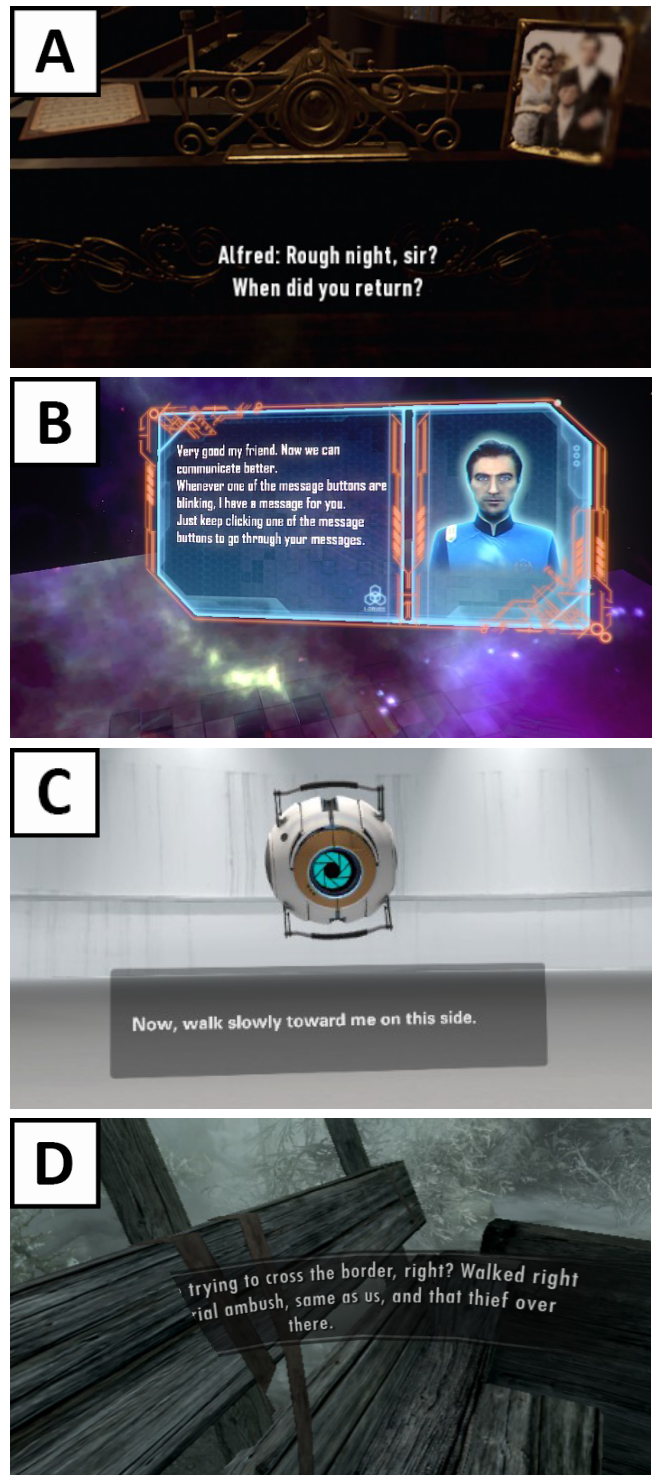 A
Alfred: Rough night, sir?
When did you return?
B
Very good my friend. Now we can
communicate better.
Whenever one of the message buttons are
blinking, I have a message for you.
Just keep clicking one of the message
buttons to go through your messages.
C
Now, walk slowly toward me on this side.
D
trying to cross the border, right? Walked right
rial ambush, same as us, and that thief over
there.